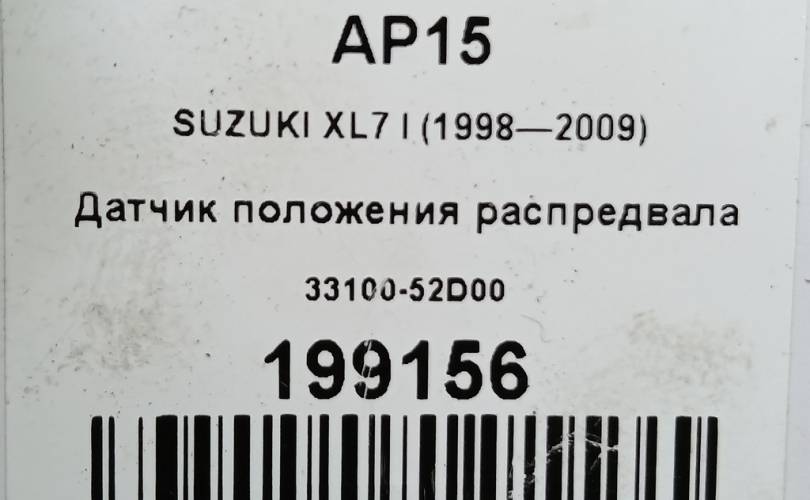 AP15
SUZUKI XL7 I (1998—2009)
Датчик положения распредвала
33100-52D00
199156